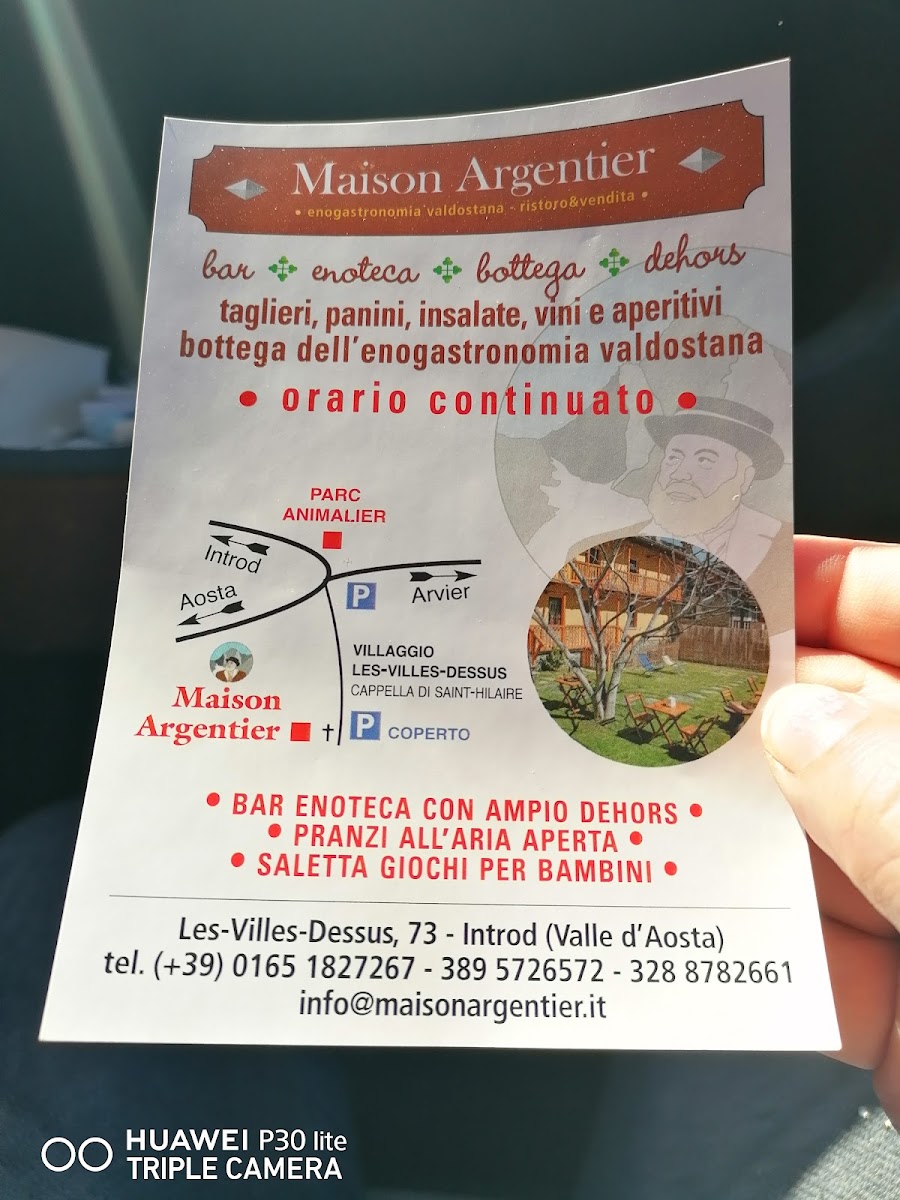 Maison Argentier
• enogastronomia valdostana - ristoro&vendita •
bar enoteca bottega dehors
taglieri, panini, insalate, vini e aperitivi
bottega dell'enogastronomia valdostana
• orario continuato •
PARC
ANIMALIER
Introd
Aosta
P
Arvier
VILLAGGIO
LES-VILLES-DESSUS
CAPPELLA DI SAINT-HILAIRE
Maison
Argentier
P COPERTO
• BAR ENOTECA CON AMPIO DEHORS •
• PRANZI ALL'ARIA APERTA •
• SALETTA GIOCHI PER BAMBINI •
Les-Villes-Dessus, 73 - Introd (Valle d'Aosta)
tel. (+39) 0165 1827267 - 389 5726572 - 328 8782661
info@maisonargentier.it
HUAWEI P30 lite
TRIPLE CAMERA